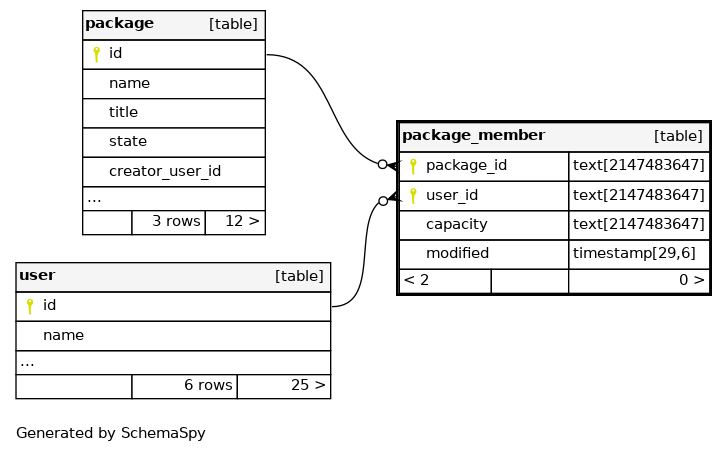 package [table]
id
name
title
state
creator_user_id
...
3 rows 12 >
package_member [table]
package_id text[2147483647]
user_id text[2147483647]
capacity text[2147483647]
modified timestamp[29,6]
< 2 0 >
user [table]
id
name
...
6 rows 25 >
Generated by SchemaSpy